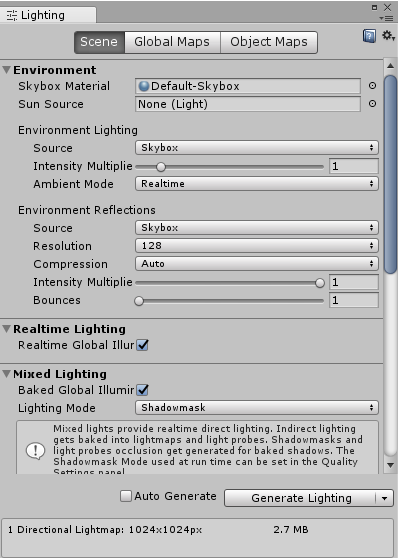 Lighting
Scene Global Maps Object Maps
Environment
Skybox Material Default-Skybox
Sun Source None (Light)
Environment Lighting
Source Skybox
Intensity Multiplie 1
Ambient Mode Realtime
Environment Reflections
Source Skybox
Resolution 128
Compression Auto
Intensity Multiplie 1
Bounces 1
Realtime Lighting
Realtime Global Illur
Mixed Lighting
Baked Global Illumir
Lighting Mode Shadowmask
Mixed lights provide realtime direct lighting. Indirect lighting
gets baked into lightmaps and light probes. Shadowmasks and
light probes occlusion get generated for baked shadows. The
Shadowmask Mode used at run time can be set in the Quality
Settings panel
Auto Generate Generate Lighting
1 Directional Lightmap: 1024x1024px 2.7 MB